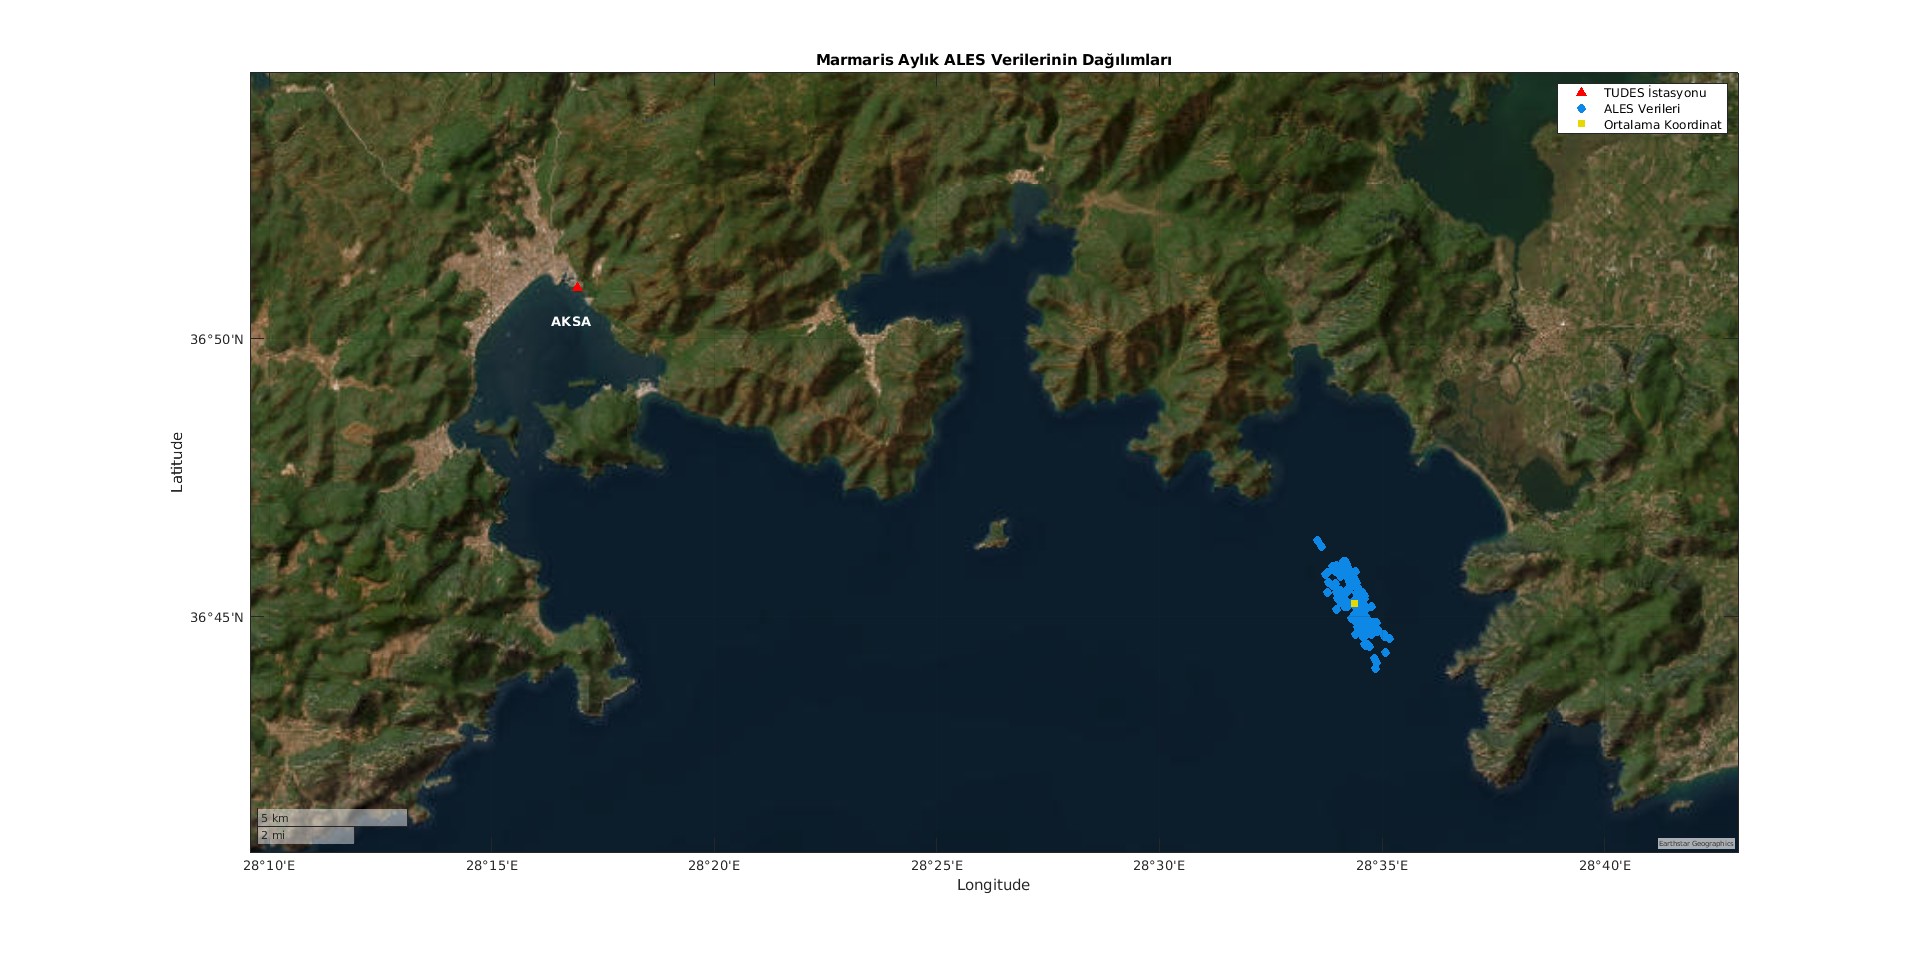 Marmaris Aylık ALES Verilerinin Dağılımları
TUDES İstasyonu
ALES Verileri
Ortalama Koordinat
AKSA
36°50'N
36°45'N
Latitude
5 km
2 mi
Earthstar Geographics
28°10'E 28°15'E 28°20'E 28°25'E 28°30'E 28°35'E 28°40'E
Longitude